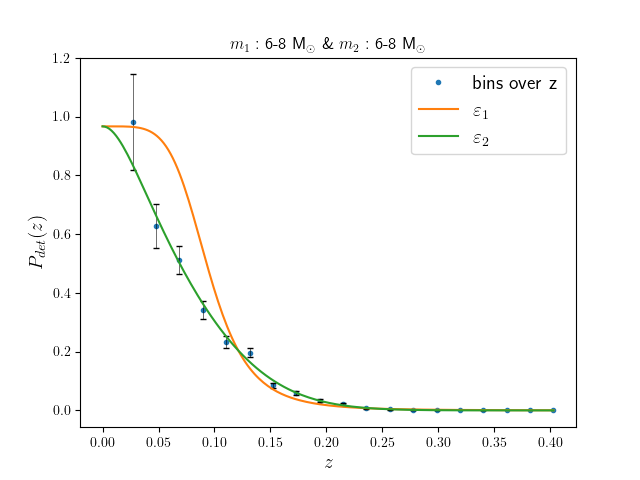 m₁ : 6-8 M⊙ & m₂ : 6-8 M⊙
bins over z
ε₁
ε₂
P_det(z)
1.2
1.0
0.8
0.6
0.4
0.2
0.0
0.00 0.05 0.10 0.15 0.20 0.25 0.30 0.35 0.40
z